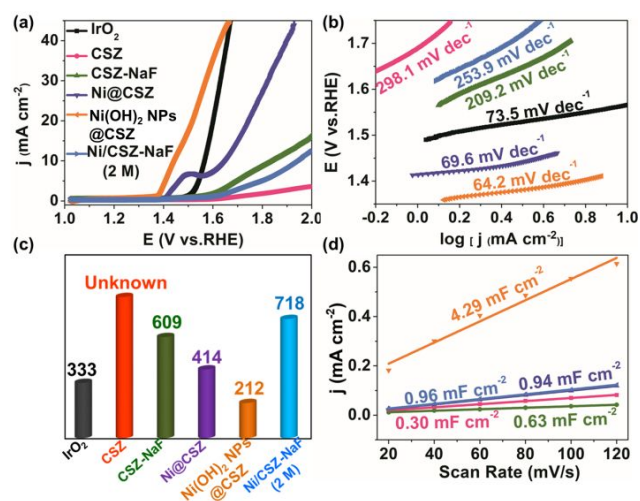 (a)
40
30
20
10
0
j (mA cm-2)
IrO2
CSZ
CSZ-NaF
Ni@CSZ
Ni(OH)2 NPs
@CSZ
Ni/CSZ-NaF
(2 M)
1.0 1.2 1.4 1.6 1.8 2.0
E (V vs.RHE)
(b)
1.7
1.6
1.5
1.4
E (V vs.RHE)
298.1 mV dec-1
253.9 mV dec-1
209.2 mV dec-1
73.5 mV dec-1
69.6 mV dec-1
64.2 mV dec-1
-0.2 0.0 0.2 0.4 0.6 0.8 1.0
log [ j (mA cm-2)]
(c)
Unknown
333
609
414
212
718
IrO2
CSZ
CSZ-NaF
Ni@CSZ
Ni(OH)2 NPs
@CSZ
Ni/CSZ-NaF
(2 M)
(d)
0.6
0.4
0.2
0.0
j (mA cm-2)
4.29 mF cm-2
0.96 mF cm-2
0.94 mF cm-2
0.30 mF cm-2
0.63 mF cm-2
20 40 60 80 100 120
Scan Rate (mV/s)